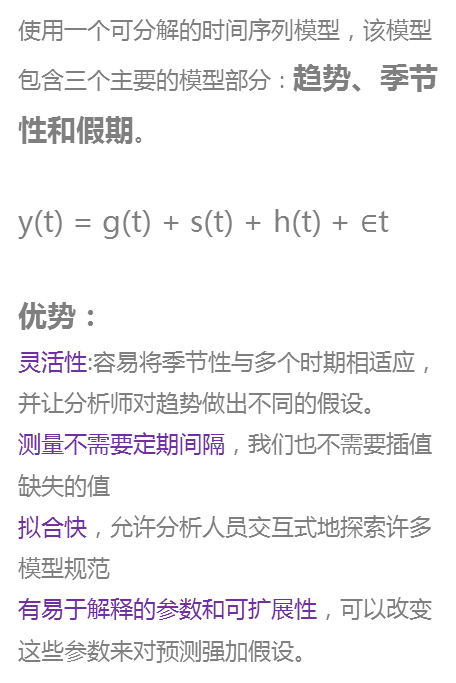 使用一个可分解的时间序列模型，该模型
包含三个主要的模型部分：趋势、季节
性和假期。
y(t) = g(t) + s(t) + h(t) + ∈t
优势：
灵活性:容易将季节性与多个时期相适应，
并让分析师对趋势做出不同的假设。
测量不需要定期间隔，我们也不需要插值
缺失的值
拟合快，允许分析人员交互式地探索许多
模型规范
有易于解释的参数和可扩展性，可以改变
这些参数来对预测强加假设。